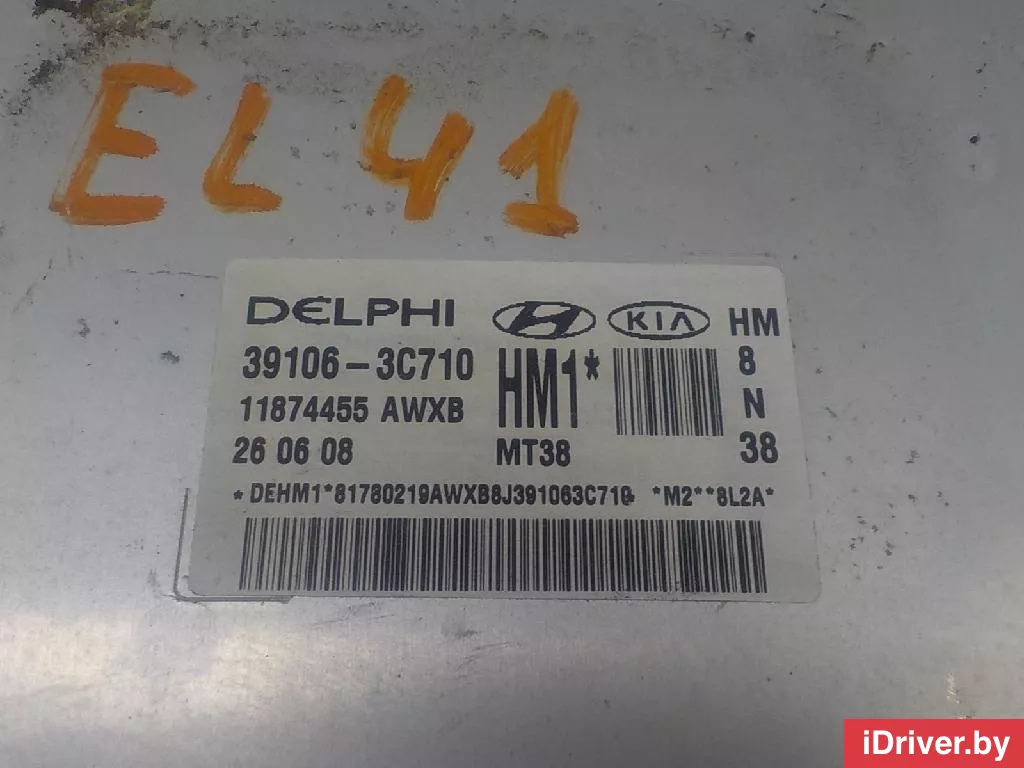 EL41
DELPHI H KIA HM
39106-3C710 HM1* 8
11874455 AWXB N
26 06 08 MT38 38
*DEHM1*81780219AWXB8J391063C710 *M2**8L2A*
iDriver.by